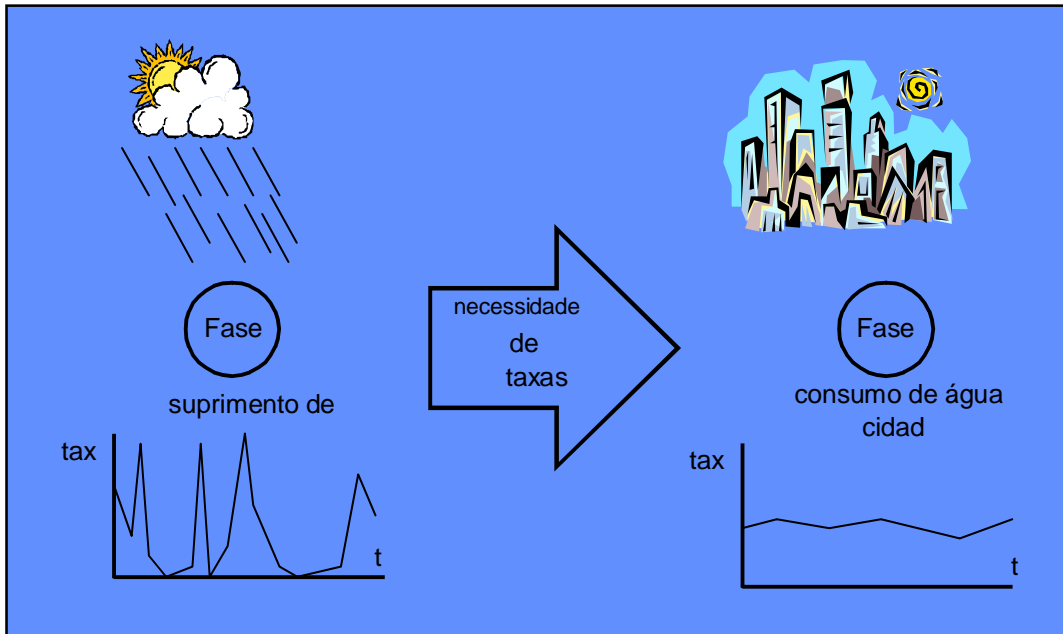 Fase
suprimento de
tax
t
necessidade
de
taxas
Fase
consumo de água
cidad
tax
t